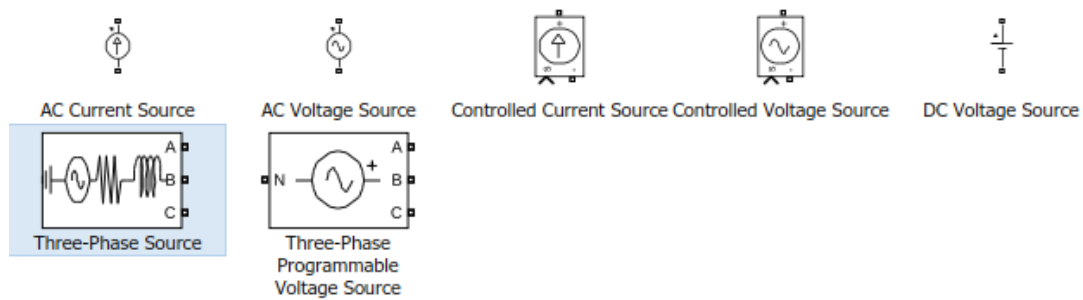 AC Current Source
AC Voltage Source
Controlled Current Source
Controlled Voltage Source
DC Voltage Source
A
B
C
Three-Phase Source
N
+
A
B
C
Three-Phase
Programmable
Voltage Source